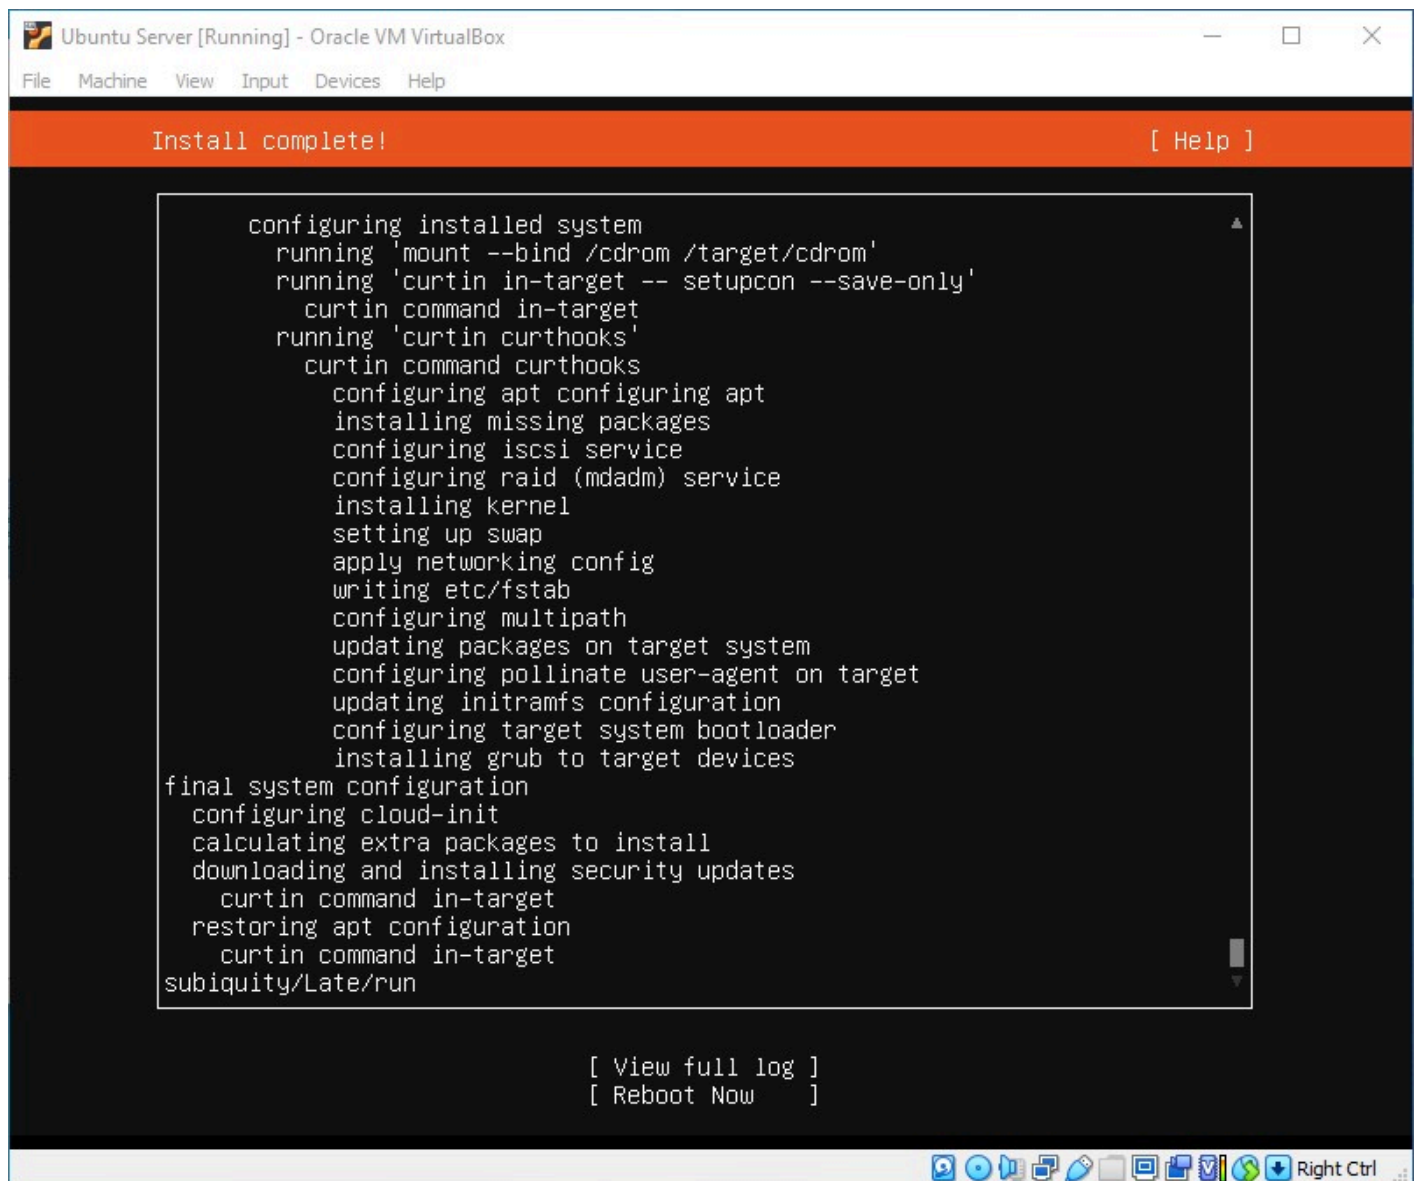 Ubuntu Server [Running] - Oracle VM VirtualBox
File Machine View Input Devices Help
Install complete! [ Help ]
configuring installed system
running 'mount --bind /cdrom /target/cdrom'
running 'curtin in-target -- setupcon --save-only'
curtin command in-target
running 'curtin curthooks'
curtin command curthooks
configuring apt configuring apt
installing missing packages
configuring iscsi service
configuring raid (mdadm) service
installing kernel
setting up swap
apply networking config
writing etc/fstab
configuring multipath
updating packages on target system
configuring pollinate user-agent on target
updating initramfs configuration
configuring target system bootloader
installing grub to target devices
final system configuration
configuring cloud-init
calculating extra packages to install
downloading and installing security updates
curtin command in-target
restoring apt configuration
curtin command in-target
subiquity/Late/run
[ View full log ]
[ Reboot Now ]
Right Ctrl